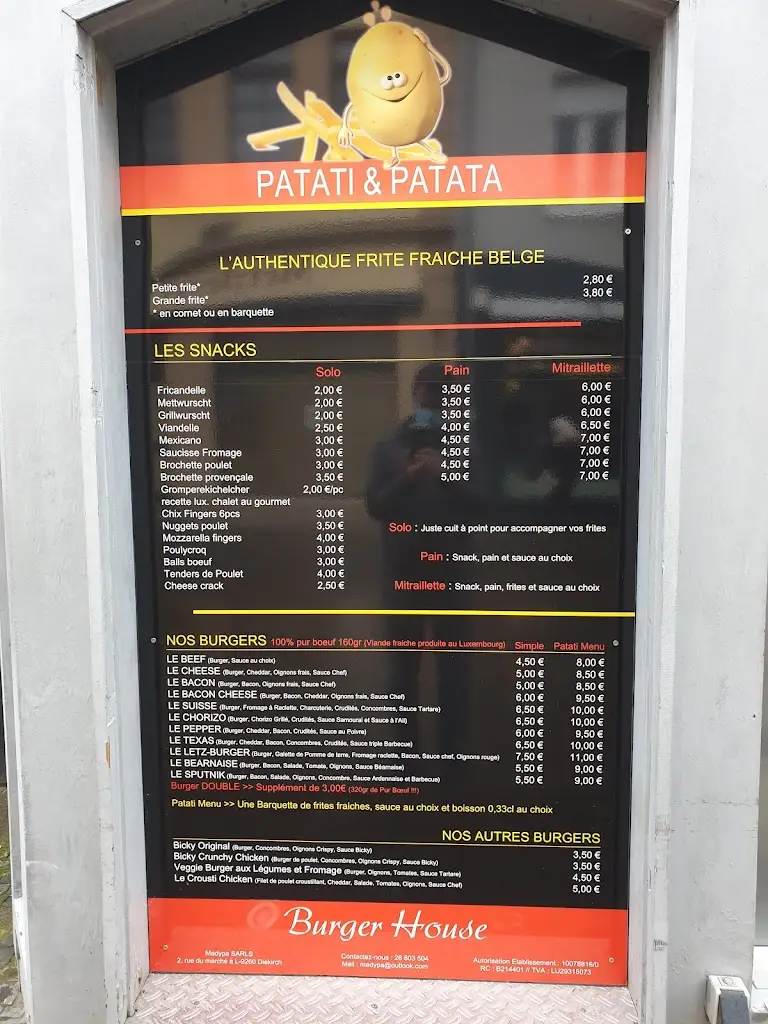 PATATI & PATATA
L'AUTHENTIQUE FRITE FRAICHE BELGE
Petite frite* 2,80 €
Grande frite* 3,80 €
* en cornet ou en barquette
LES SNACKS
Solo Pain Mitraillette
Fricandelle 2,00 € 3,50 € 6,00 €
Mettwurscht 2,00 € 3,50 € 6,00 €
Grillwurscht 2,00 € 3,50 € 6,00 €
Viandelle 2,50 € 4,00 € 6,50 €
Mexicano 3,00 € 4,50 € 7,00 €
Saucisse Fromage 3,00 € 4,50 € 7,00 €
Brochette poulet 3,00 € 4,50 € 7,00 €
Brochette provençale 3,50 € 5,00 € 7,00 €
Gromperekichelcher 2,00 €/pc
recette lux. chalet au gourmet
Chix Fingers 6pcs 3,00 €
Nuggets poulet 3,50 €
Mozzarella fingers 4,00 €
Poulycroq 3,00 €
Balls boeuf 3,00 €
Tenders de Poulet 4,00 €
Cheese crack 2,50 €
Solo : Juste cuit à point pour accompagner vos frites
Pain : Snack, pain et sauce au choix
Mitraillette : Snack, pain, frites et sauce au choix
NOS BURGERS 100% pur boeuf 160gr (Viande fraiche produite au Luxembourg) Simple Patati Menu
LE BEEF (Burger, Sauce au choix) 4,50 € 8,00 €
LE CHEESE (Burger, Cheddar, Oignons frais, Sauce Chef) 5,00 € 8,50 €
LE BACON (Burger, Bacon, Oignons frais, Sauce Chef) 5,00 € 8,50 €
LE BACON CHEESE (Burger, Bacon, Cheddar, Oignons frais, Sauce Chef) 6,00 € 9,50 €
LE SUISSE (Burger, Fromage à Raclette, Charcuterie, Crudités, Concombres, Sauce Tartare) 6,50 € 10,00 €
LE CHORIZO (Burger, Chorizo Grillé, Crudités, Sauce Samourai et Sauce à l'Ail) 6,50 € 10,00 €
LE PEPPER (Burger, Cheddar, Bacon, Crudités, Sauce au Poivre) 6,00 € 9,50 €
LE TEXAS (Burger, Cheddar, Bacon, Concombres, Crudités, Sauce triple Barbecue) 6,50 € 10,00 €
LE LETZ-BURGER (Burger, Galette de Pomme de terre, Fromage raclette, Bacon, Sauce chef, Oignons rouge) 7,50 € 11,00 €
LE BEARNAISE (Burger, Bacon, Salade, Tomate, Oignons, Sauce Béarnaise) 5,50 € 9,00 €
LE SPUTNIK (Burger, Bacon, Salade, Oignons, Concombre, Sauce Ardennaise et Barbecue) 5,50 € 9,00 €
Burger DOUBLE >> Supplément de 3,00€ (320gr de Pur Bœuf !!!)
Patati Menu >> Une Barquette de frites fraiches, sauce au choix et boisson 0,33cl au choix
NOS AUTRES BURGERS
Bicky Original (Burger, Concombres, Oignons Crispy, Sauce Bicky) 3,50 €
Bicky Crunchy Chicken (Burger de poulet, Concombres, Oignons Crispy, Sauce Bicky) 3,50 €
Veggie Burger aux Légumes et Fromage (Burger, Oignons, Tomates, Sauce Tartare) 4,50 €
Le Crousti Chicken (Filet de poulet croustillant, Cheddar, Salade, Tomates, Oignons, Sauce Chef) 5,00 €
Burger House
Madypa SARLS
2, rue du marché à L-9260 Diekirch
Contactez-nous : 26 803 504
Mail : madypa@outlook.com
Autorisation Etablissement : 10078816/0
RC : B214401 // TVA : LU29315073